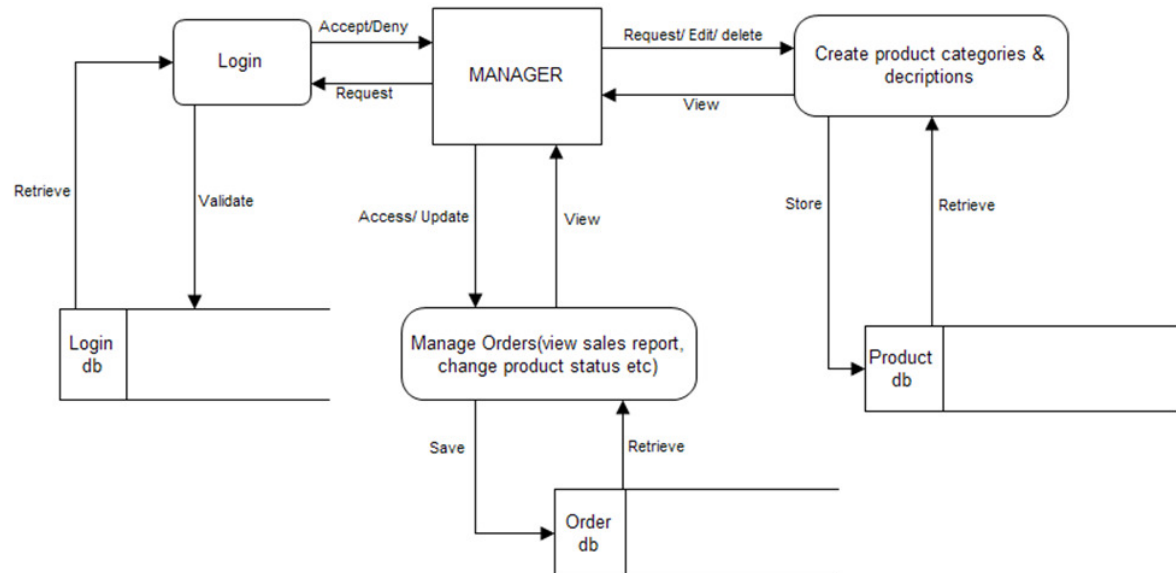 Accept/Deny
Login
Request
MANAGER
Request/ Edit/ delete
View
Create product categories &
decriptions
Retrieve
Validate
Access/ Update
View
Store
Retrieve
Login
db
Manage Orders(view sales report,
change product status etc)
Product
db
Save
Retrieve
Order
db